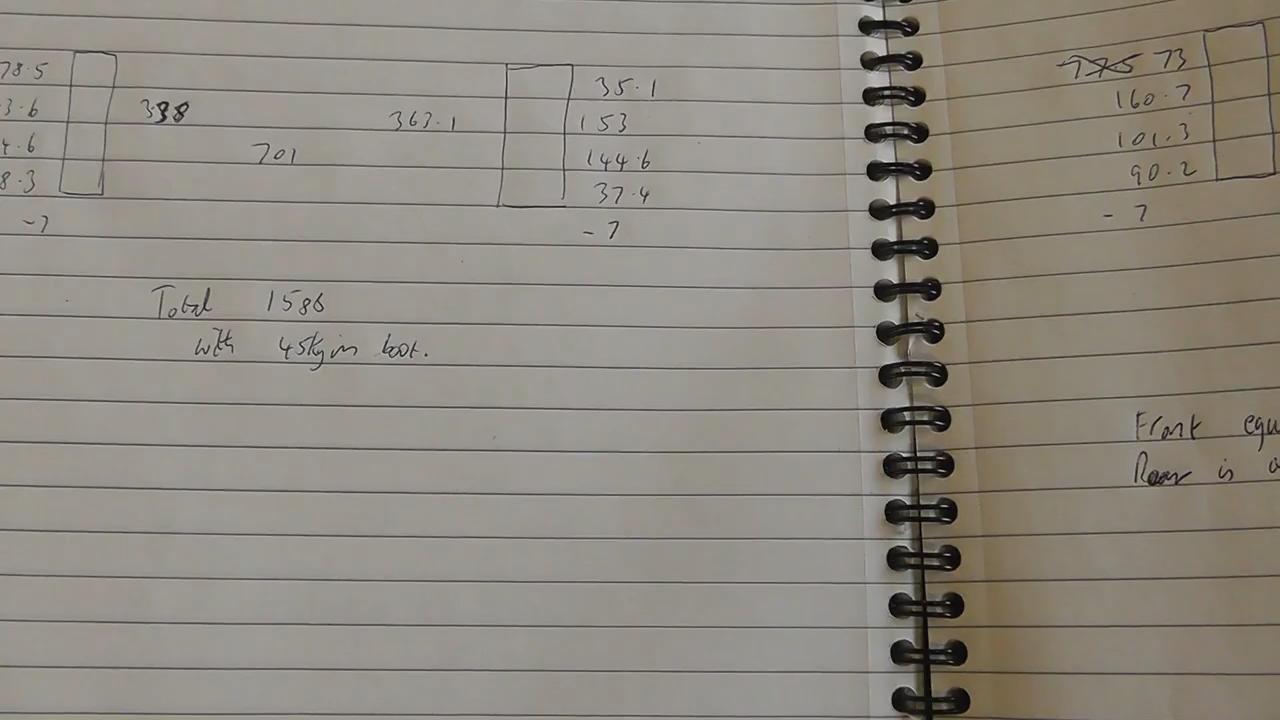 78.5 35.1
3.6 338 363.1 153
4.6 701 144.6
8.3 37.4
-7 -7
Total 1586
with 45kg in boot.
73
160.7
101.3
90.2
- 7
Front equ
Rear is a